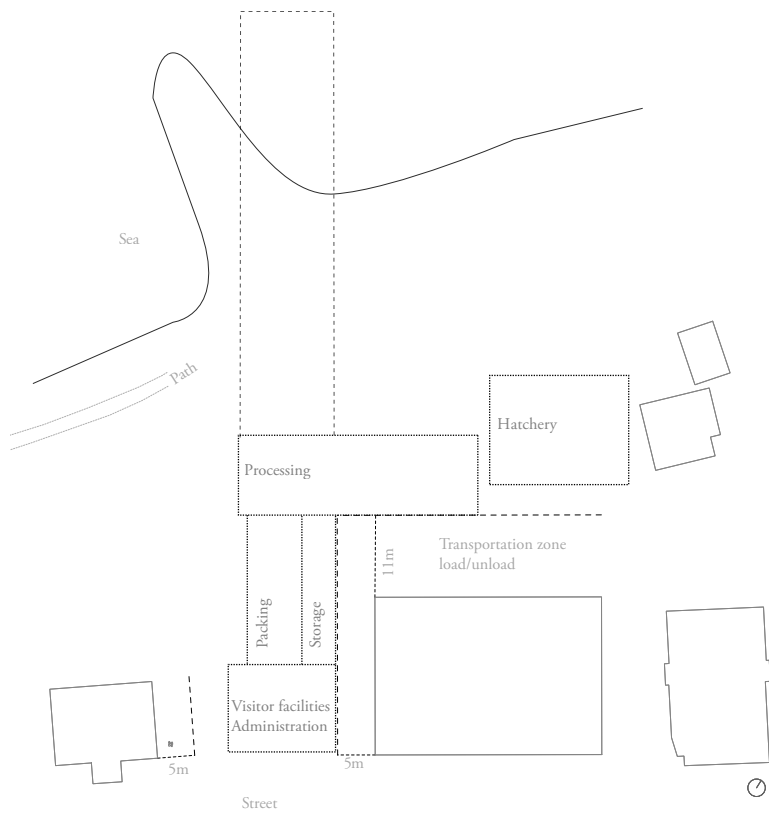 Sea
Path
Hatchery
Processing
Transportation zone
load/unload
11m
Packing
Storage
Visitor facilities
Administration
5m
5m
Street